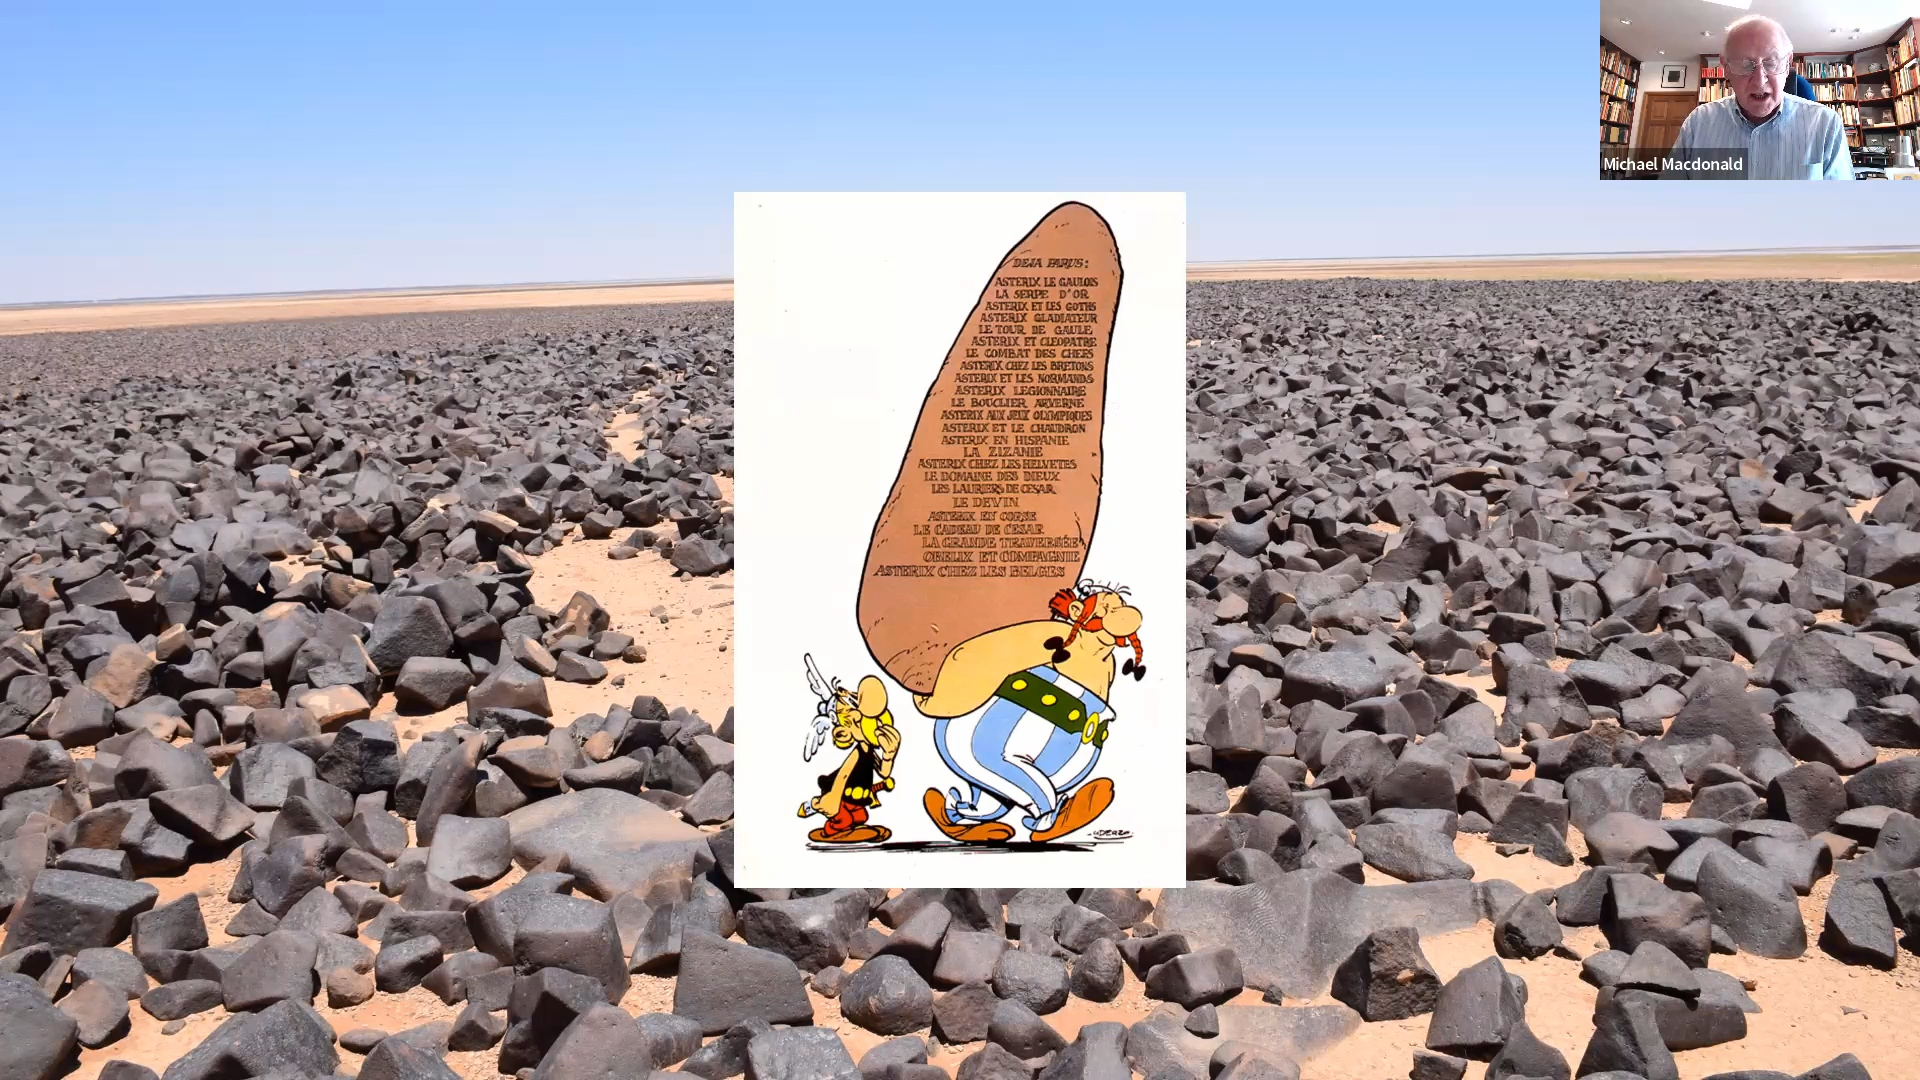 Michael Macdonald
DEJA PARUS:
ASTERIX LE GAULOIS
LA SERPE D'OR
ASTERIX ET LES GOTHS
ASTERIX GLADIATEUR
LE TOUR DE GAULE
ASTERIX ET CLEOPATRE
LE COMBAT DES CHEFS
ASTERIX CHEZ LES BRETONS
ASTERIX ET LES NORMANDS
ASTERIX LEGIONNAIRE
LE BOUCLIER ARVERNE
ASTERIX AUX JEUX OLYMPIQUES
ASTERIX ET LE CHAUDRON
ASTERIX EN HISPANIE
LA ZIZANIE
ASTERIX CHEZ LES HELVETES
LE DOMAINE DES DIEUX
LES LAURIERS DE CESAR
LE DEVIN
ASTERIX EN CORSE
LE CADEAU DE CESAR
LA GRANDE TRAVERSÉE
OBELIX ET COMPAGNIE
ASTERIX CHEZ LES BELGES
UDERZO